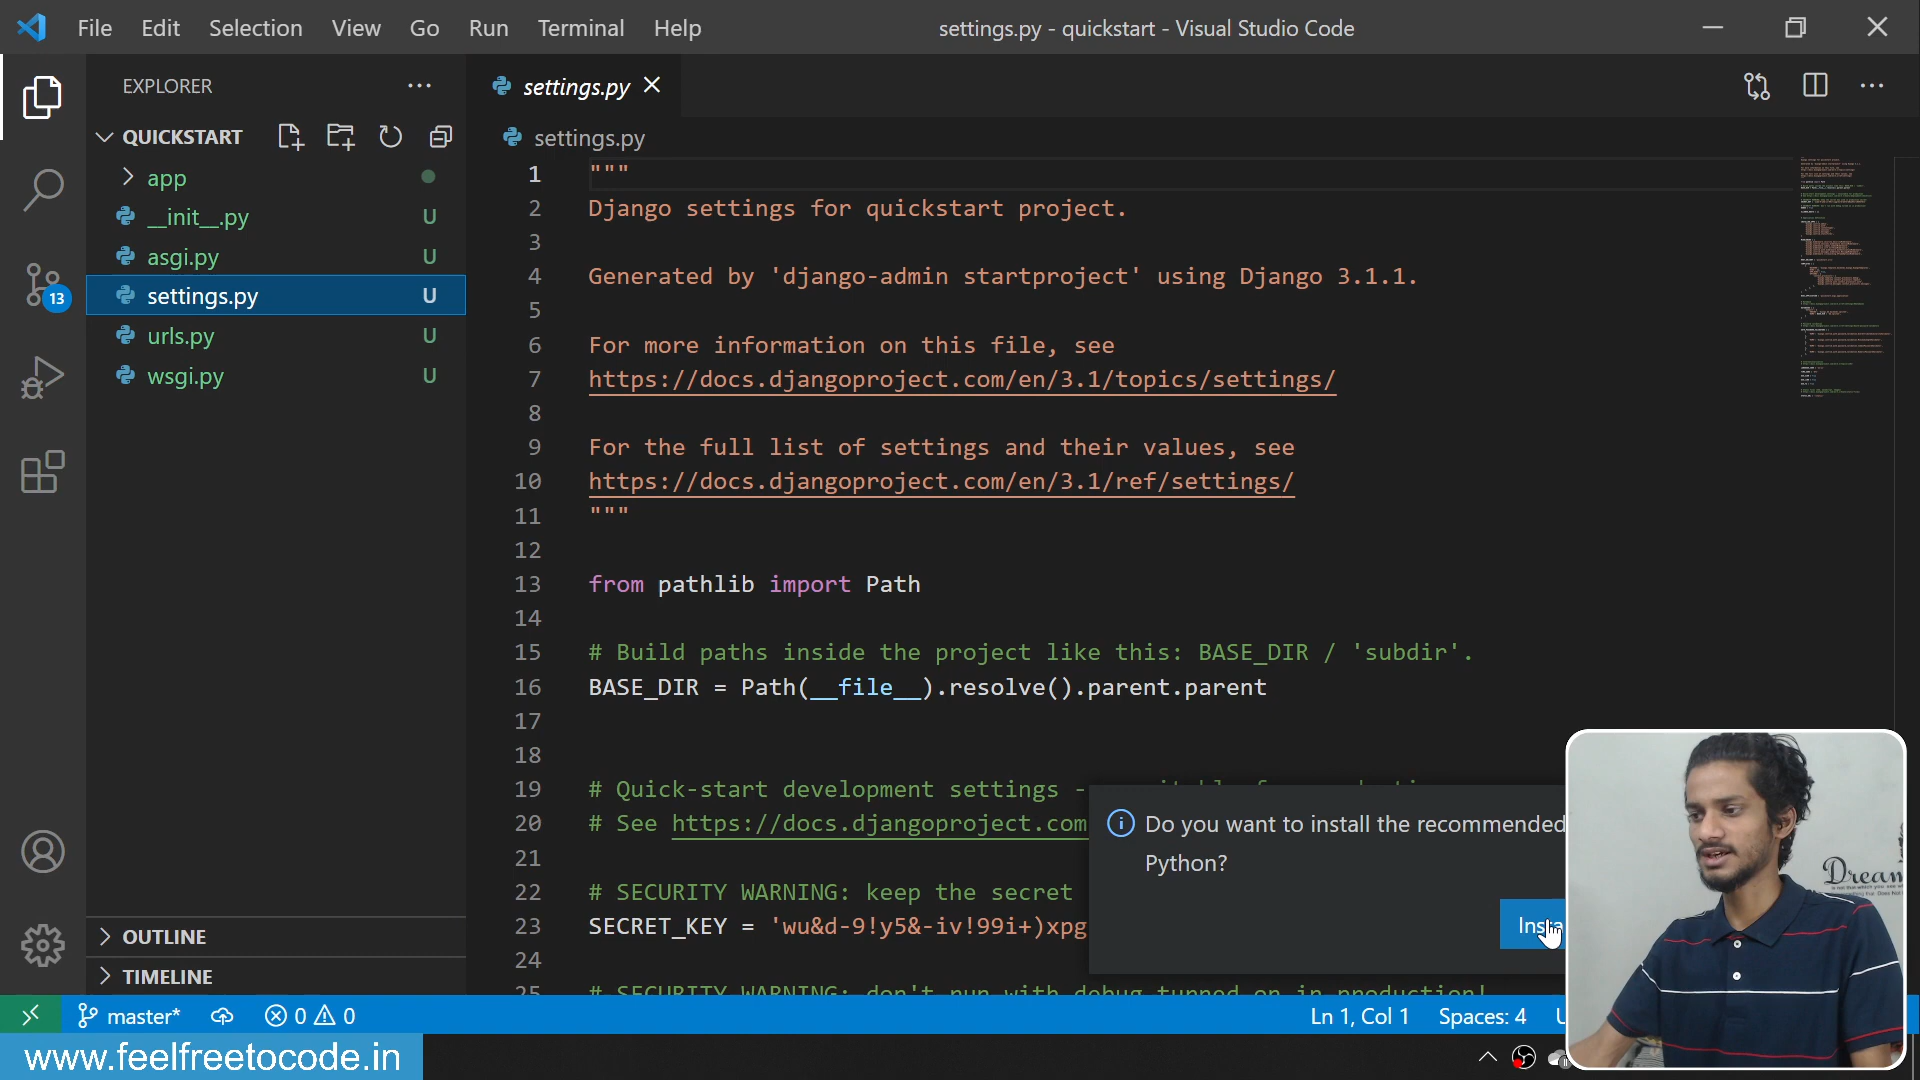 File Edit Selection View Go Run Terminal Help
settings.py - quickstart - Visual Studio Code
EXPLORER
QUICKSTART
app
__init__.py U
asgi.py U
settings.py U
urls.py U
wsgi.py U
OUTLINE
TIMELINE
13
settings.py
settings.py
1 """
2 Django settings for quickstart project.
3
4 Generated by 'django-admin startproject' using Django 3.1.1.
5
6 For more information on this file, see
7 https://docs.djangoproject.com/en/3.1/topics/settings/
8
9 For the full list of settings and their values, see
10 https://docs.djangoproject.com/en/3.1/ref/settings/
11 """
12
13 from pathlib import Path
14
15 # Build paths inside the project like this: BASE_DIR / 'subdir'.
16 BASE_DIR = Path(__file__).resolve().parent.parent
17
18
19 # Quick-start development settings -
20 # See https://docs.djangoproject.com
21
22 # SECURITY WARNING: keep the secret
23 SECRET_KEY = 'wu&d-9!y5&-iv!99i+)xpg
24
25 # SECURITY WARNING: don't run with debug turned on in production!
Do you want to install the recommended
Python?
Insta
Dream
master* 0 0
Ln 1, Col 1 Spaces: 4
www.feelfreetocode.in